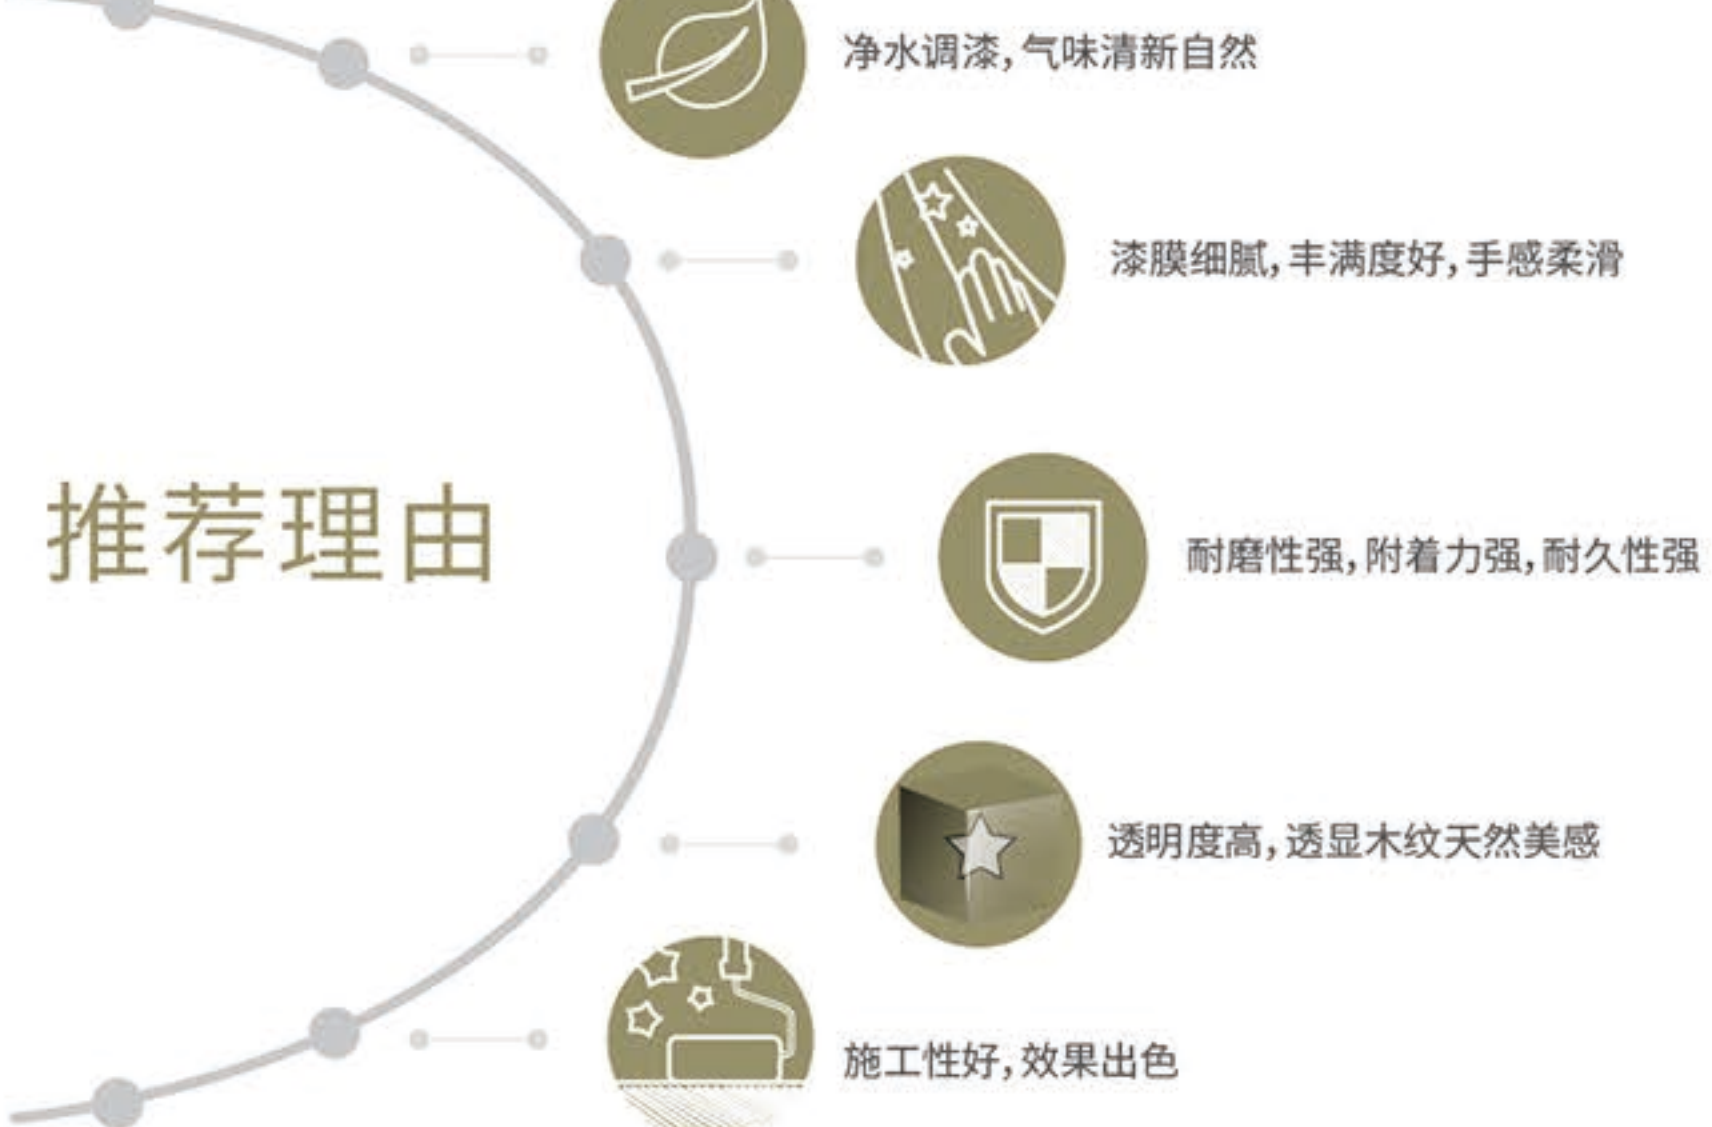 净水调漆,气味清新自然
漆膜细腻,丰满度好,手感柔滑
推荐理由
耐磨性强,附着力强,耐久性强
透明度高,透显木纹天然美感
施工性好,效果出色